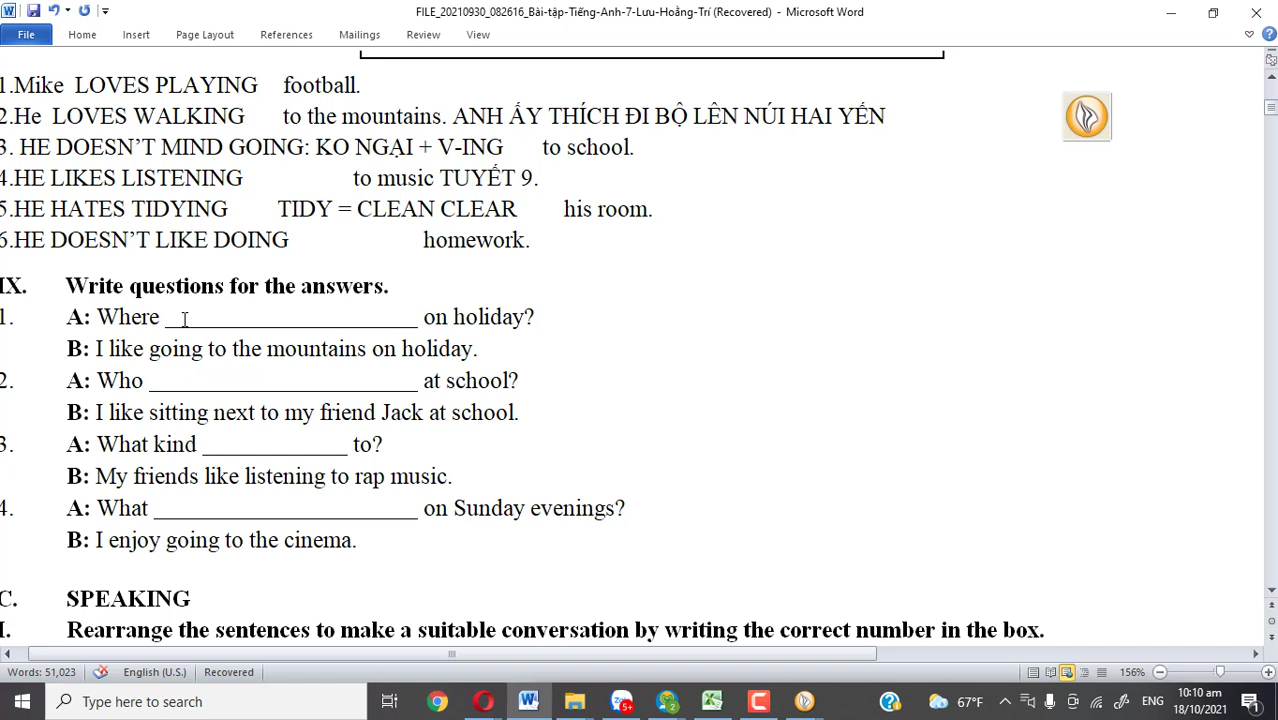 FILE_20210930_082616_Bài-tập-Tiếng-Anh-7-Lưu-Hoằng-Trí (Recovered) - Microsoft Word
File Home Insert Page Layout References Mailings Review View
1.Mike LOVES PLAYING football.
2.He LOVES WALKING to the mountains. ANH ẤY THÍCH ĐI BỘ LÊN NÚI HAI YẾN
3. HE DOESN'T MIND GOING: KO NGẠI + V-ING to school.
4.HE LIKES LISTENING to music TUYẾT 9.
5.HE HATES TIDYING TIDY = CLEAN CLEAR his room.
6.HE DOESN'T LIKE DOING homework.
IX. Write questions for the answers.
1. A: Where ____________________ on holiday?
B: I like going to the mountains on holiday.
2. A: Who ____________________ at school?
B: I like sitting next to my friend Jack at school.
3. A: What kind ____________ to?
B: My friends like listening to rap music.
4. A: What ____________________ on Sunday evenings?
B: I enjoy going to the cinema.
C. SPEAKING
I. Rearrange the sentences to make a suitable conversation by writing the correct number in the box.
Words: 51,023 English (U.S.) Recovered 156%
Type here to search 5+ 2 67°F ENG 10:10 am
18/10/2021 1